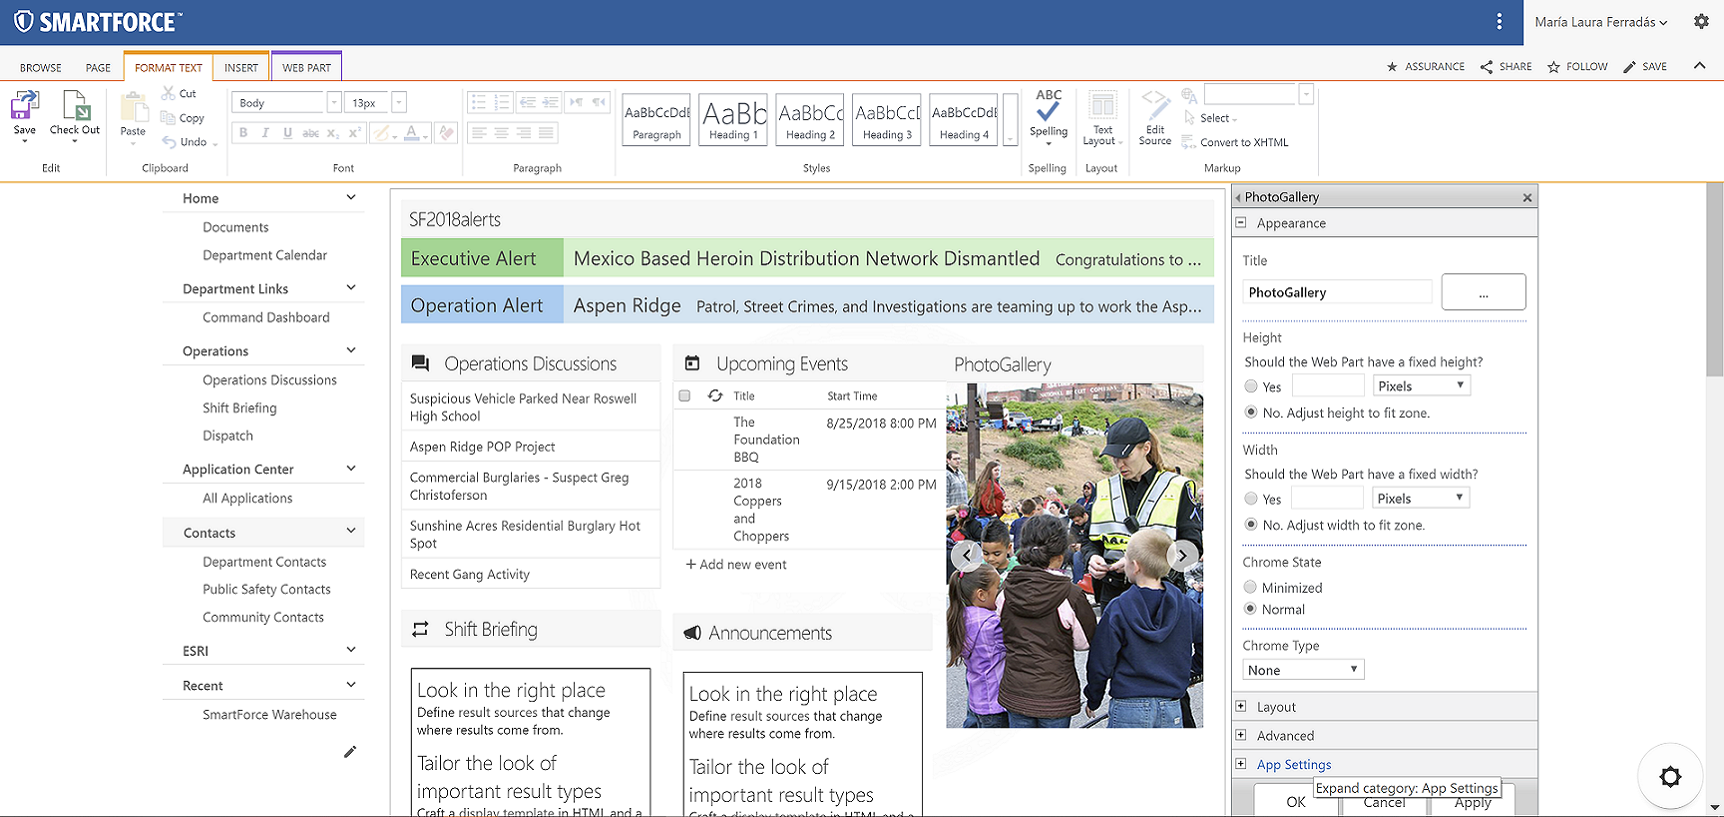 SMARTFORCE™
María Laura Ferradás
BROWSE
PAGE
FORMAT TEXT
INSERT
WEB PART
ASSURANCE
SHARE
FOLLOW
SAVE
Save
Check Out
Edit
Paste
Cut
Copy
Undo
Clipboard
Body
13px
B I U abc X₂ X²
A
Font
Paragraph
AaBbCcDdE
Paragraph
AaBb
Heading 1
AaBbCc
Heading 2
AaBbCcD
Heading 3
AaBbCcDdE
Heading 4
Styles
ABC
Spelling
Spelling
Text
Layout
Layout
Edit
Source
Select
Convert to XHTML
Markup
Home
Documents
Department Calendar
Department Links
Command Dashboard
Operations
Operations Discussions
Shift Briefing
Dispatch
Application Center
All Applications
Contacts
Department Contacts
Public Safety Contacts
Community Contacts
ESRI
Recent
SmartForce Warehouse
SF2018alerts
Executive Alert Mexico Based Heroin Distribution Network Dismantled Congratulations to ...
Operation Alert Aspen Ridge Patrol, Street Crimes, and Investigations are teaming up to work the Asp...
Operations Discussions
Suspicious Vehicle Parked Near Roswell
High School
Aspen Ridge POP Project
Commercial Burglaries - Suspect Greg
Christoferson
Sunshine Acres Residential Burglary Hot
Spot
Recent Gang Activity
Shift Briefing
Look in the right place
Define result sources that change
where results come from.
Tailor the look of
important result types
Craft a display template in HTML and a
Upcoming Events
Title Start Time
The 8/25/2018 8:00 PM
Foundation
BBQ
2018 9/15/2018 2:00 PM
Coppers
and
Choppers
+ Add new event
Announcements
Look in the right place
Define result sources that change
where results come from.
Tailor the look of
important result types
Craft a display template in HTML and a
PhotoGallery
PhotoGallery
Appearance
Title
PhotoGallery
...
Height
Should the Web Part have a fixed height?
Yes
Pixels
No. Adjust height to fit zone.
Width
Should the Web Part have a fixed width?
Yes
Pixels
No. Adjust width to fit zone.
Chrome State
Minimized
Normal
Chrome Type
None
Layout
Advanced
App Settings
Expand category: App Settings
OK
Cancel
Apply